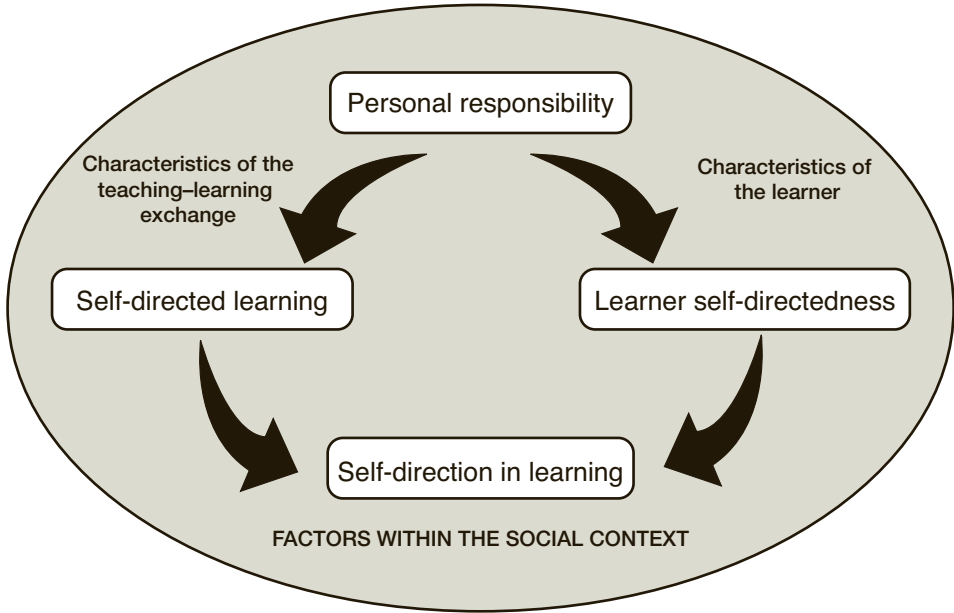 Personal responsibility
Characteristics of the
teaching–learning
exchange
Characteristics of
the learner
Self-directed learning
Learner self-directedness
Self-direction in learning
FACTORS WITHIN THE SOCIAL CONTEXT